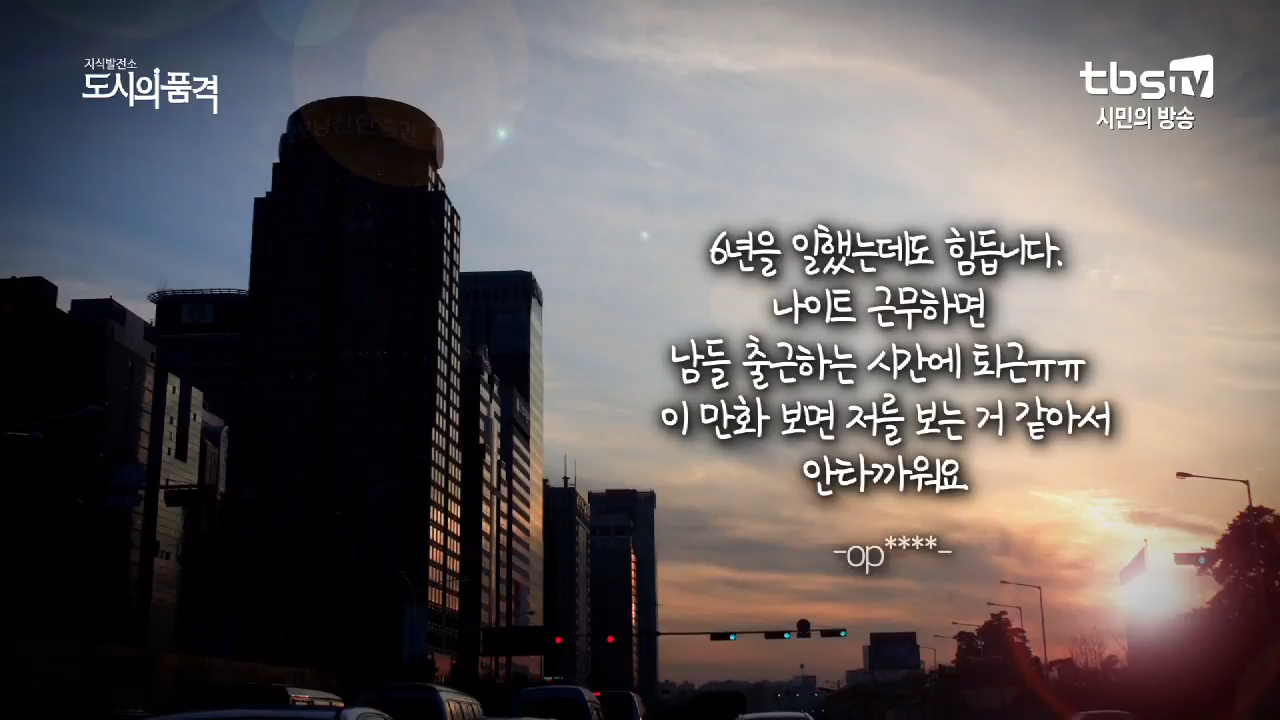 지식발전소
도시의 품격
tbs TV
시민의 방송
6년을 일했는데도 힘듭니다.
나이트 근무하면
남들 출근하는 시간에 퇴근ㅠㅠ
이 만화 보면 저를 보는 거 같아서
안타까워요
-op****-